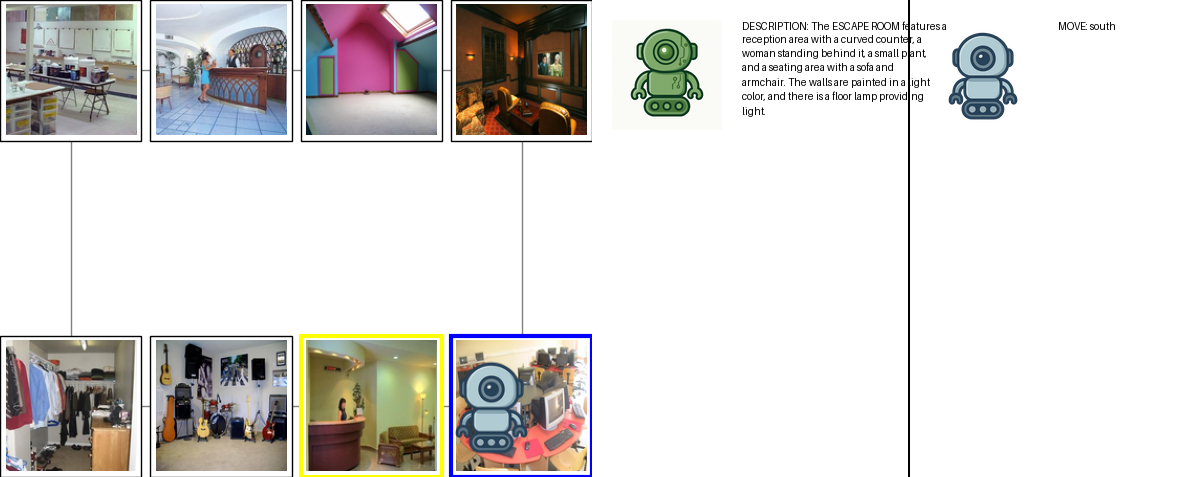 DESCRIPTION: The ESCAPE ROOM features a
reception area with a curved counter, a
woman standing behind it, a small plant,
and a seating area with a sofa and
armchair. The walls are painted in a light
color, and there is a floor lamp providing
light.
MOVE: south